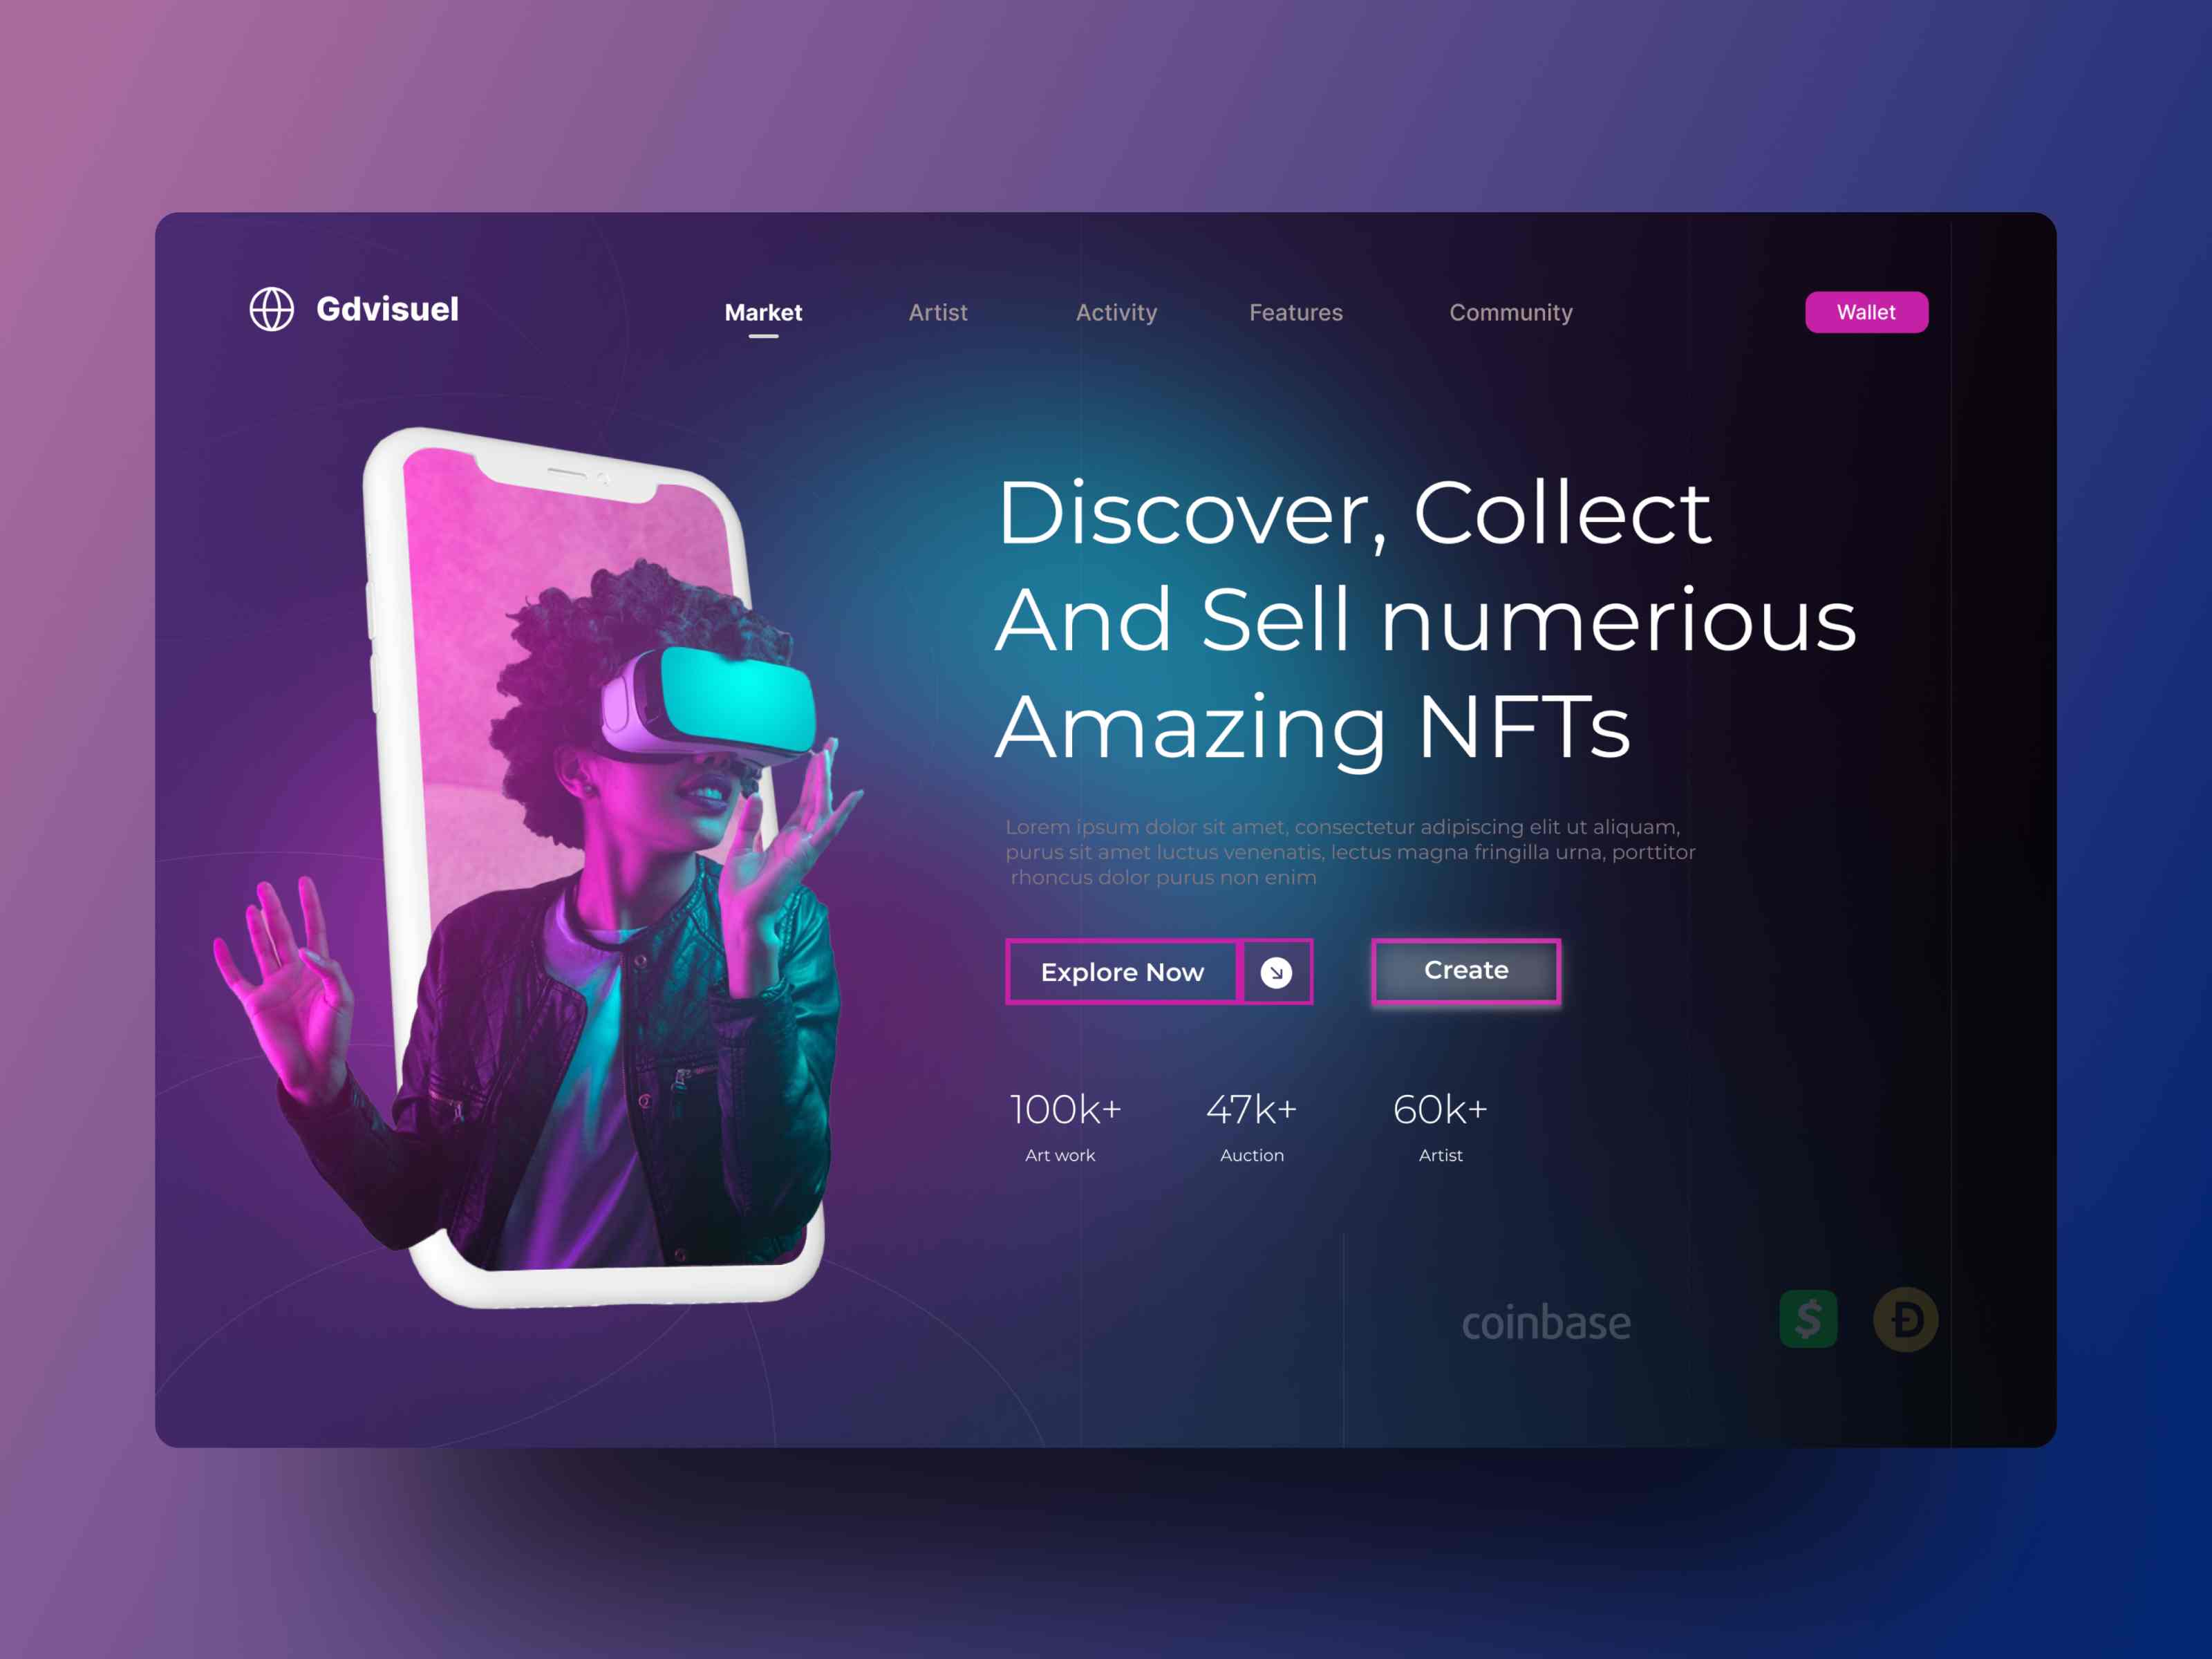 Gdvisuel
Market
Artist
Activity
Features
Community
Wallet
Discover, Collect
And Sell numerious
Amazing NFTs
Lorem ipsum dolor sit amet, consectetur adipiscing elit ut aliquam,
purus sit amet luctus venenatis, lectus magna fringilla urna, porttitor
rhoncus dolor purus non enim
Explore Now
Create
100k+
47k+
60k+
Art work
Auction
Artist
coinbase